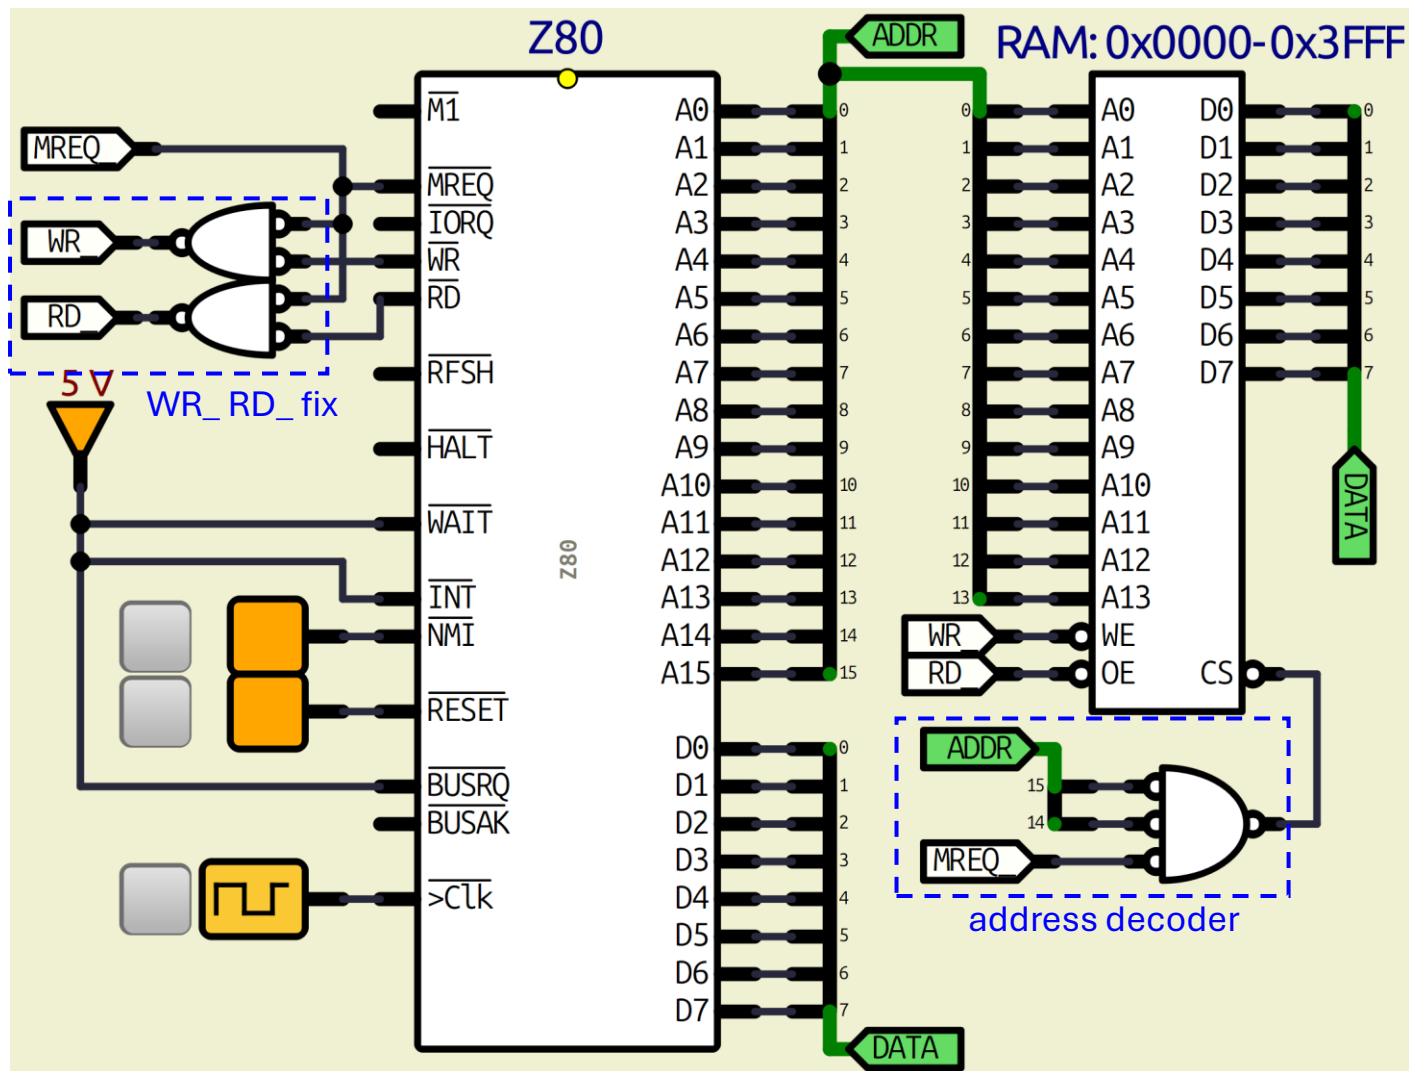 Z80
ADDR
RAM: 0x0000-0x3FFF
M1
MREQ_
MREQ
IORQ
WR_
WR
RD
RD_
RFSH
5 V
WR_ RD_ fix
HALT
WAIT
INT
NMI
RESET
BUSRQ
BUSAK
>Clk
Z80
A0
A1
A2
A3
A4
A5
A6
A7
A8
A9
A10
A11
A12
A13
A14
A15
D0
D1
D2
D3
D4
D5
D6
D7
0
1
2
3
4
5
6
7
8
9
10
11
12
13
14
15
0
1
2
3
4
5
6
7
DATA
0
1
2
3
4
5
6
7
8
9
10
11
12
13
A0
A1
A2
A3
A4
A5
A6
A7
A8
A9
A10
A11
A12
A13
WR_
WE
RD_
OE
CS
D0
D1
D2
D3
D4
D5
D6
D7
0
1
2
3
4
5
6
7
DATA
ADDR
15
14
MREQ_
address decoder